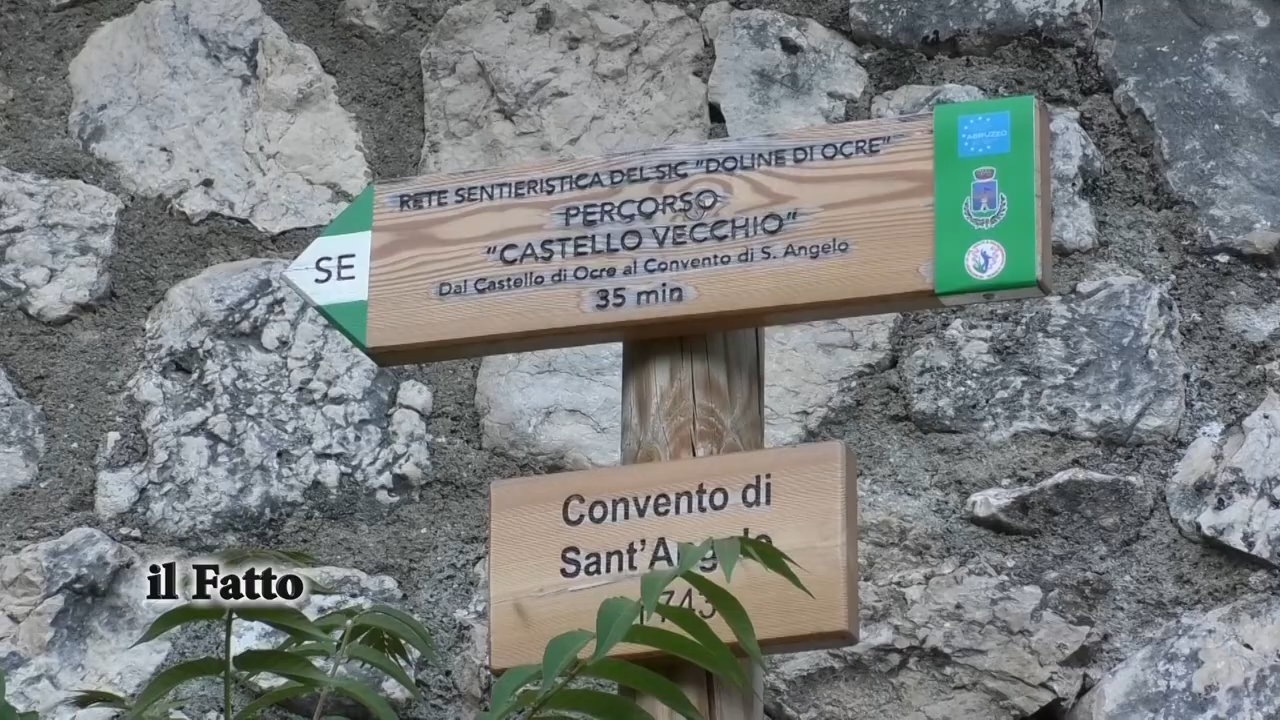 RETE SENTIERISTICA DEL SIC "DOLINE DI OCRE"
PERCORSO
"CASTELLO VECCHIO"
Dal Castello di Ocre al Convento di S. Angelo
35 min
SE
ABRUZZO
Convento di
Sant'Angelo
1743
il Fatto